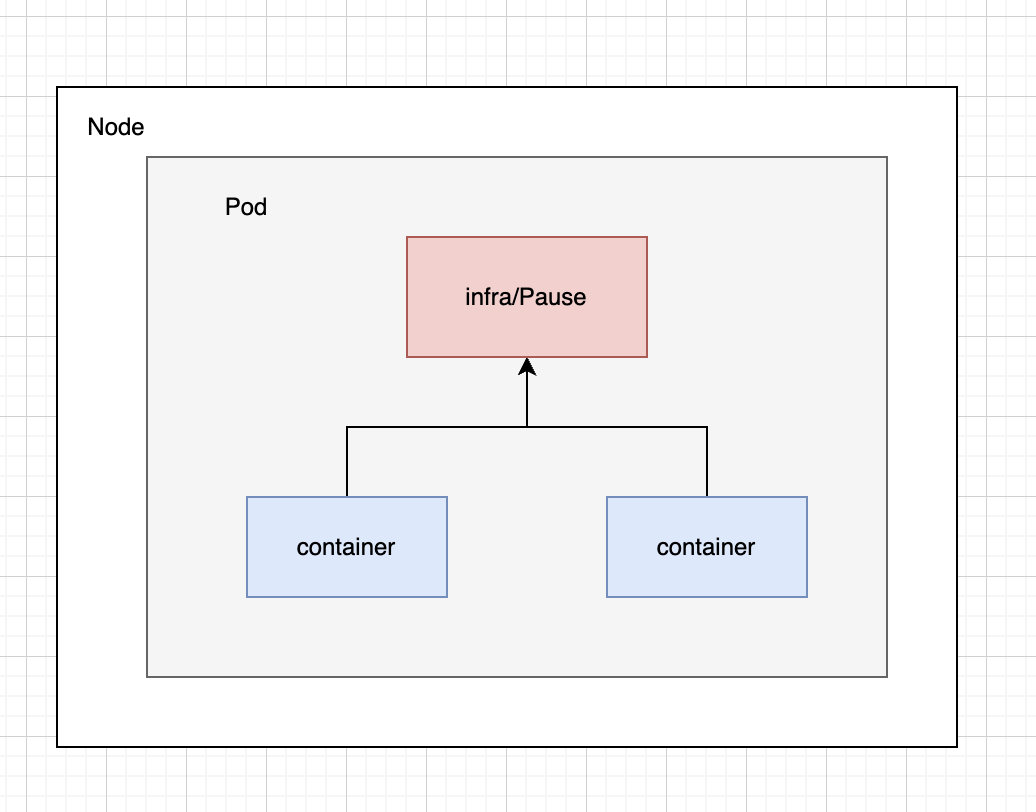 Node
Pod
infra/Pause
container
container